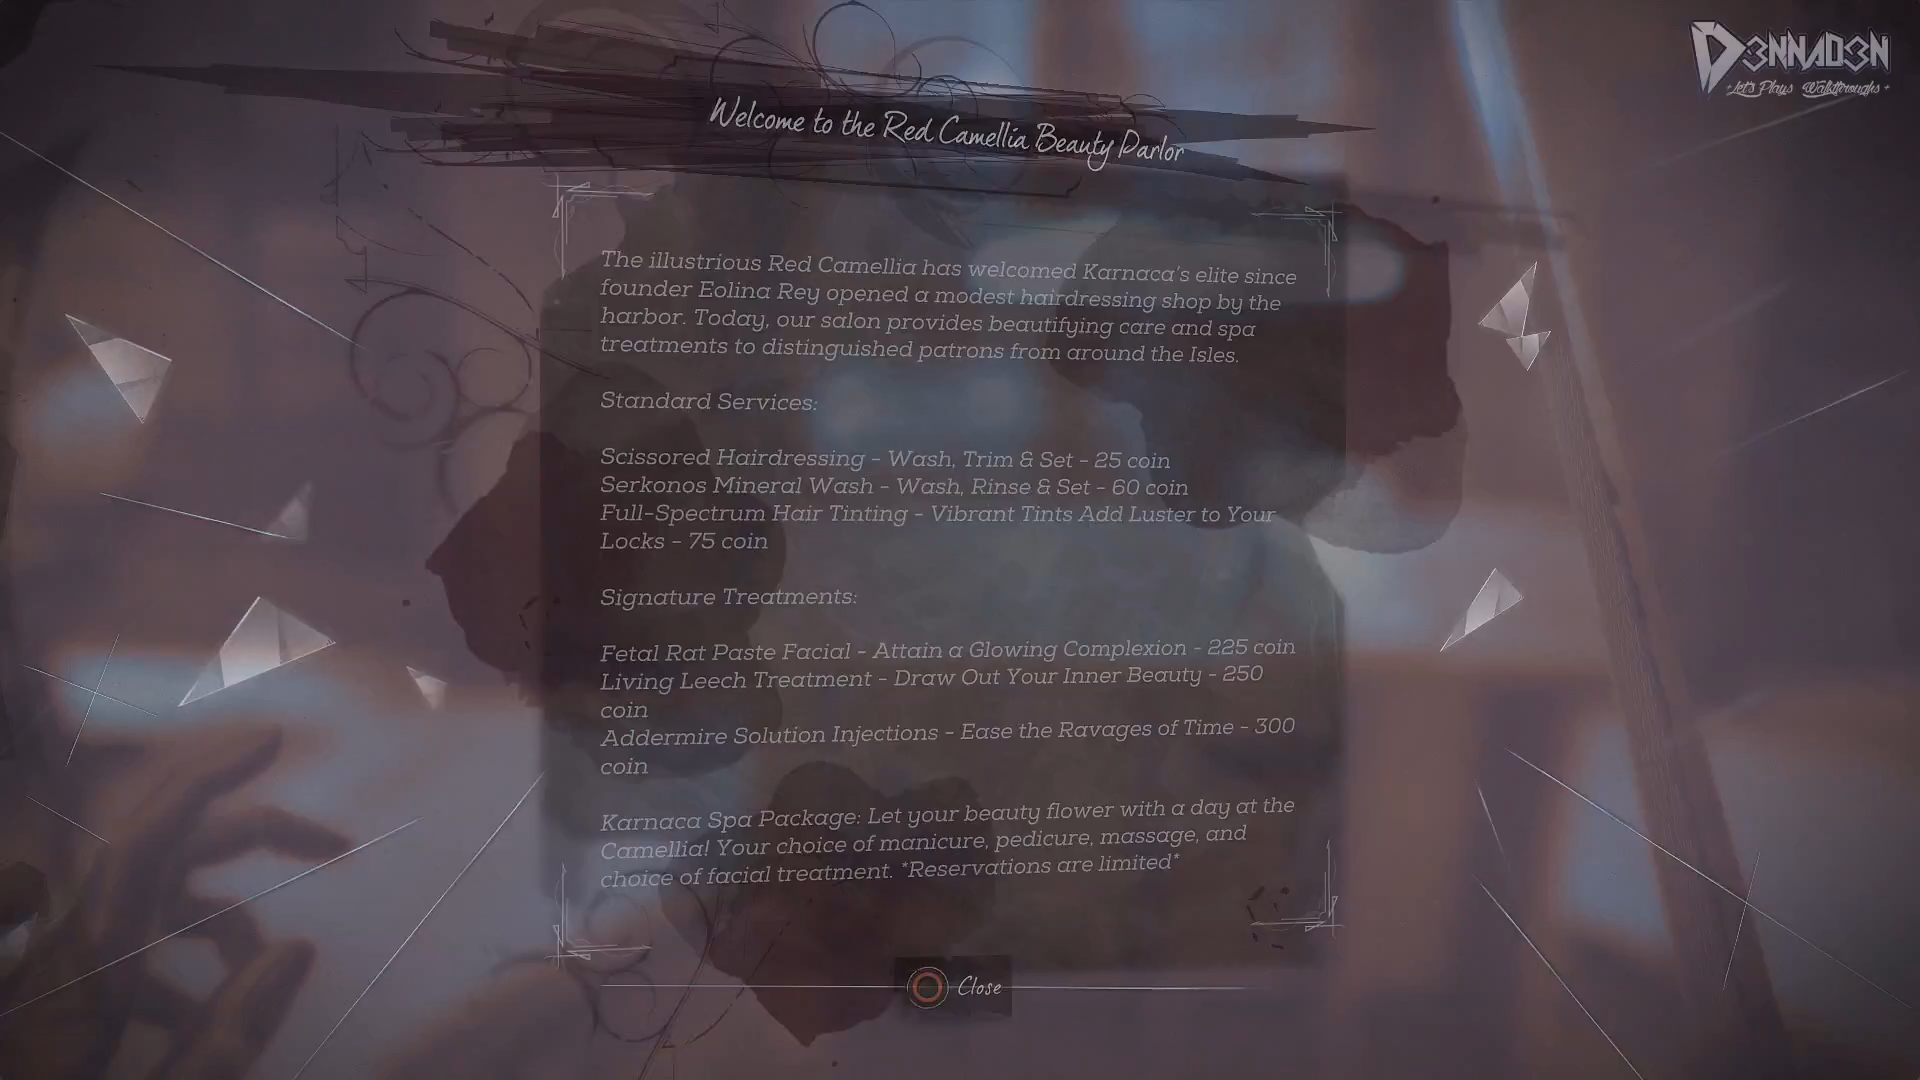 D3NNAD3N
Let's Plays Walkthroughs
Welcome to the Red Camellia Beauty Parlor
The illustrious Red Camellia has welcomed Karnaca's elite since
founder Eolina Rey opened a modest hairdressing shop by the
harbor. Today, our salon provides beautifying care and spa
treatments to distinguished patrons from around the Isles.
Standard Services:
Scissored Hairdressing - Wash, Trim & Set - 25 coin
Serkonos Mineral Wash - Wash, Rinse & Set - 60 coin
Full-Spectrum Hair Tinting - Vibrant Tints Add Luster to Your
Locks - 75 coin
Signature Treatments:
Fetal Rat Paste Facial - Attain a Glowing Complexion - 225 coin
Living Leech Treatment - Draw Out Your Inner Beauty - 250
coin
Addermire Solution Injections - Ease the Ravages of Time - 300
coin
Karnaca Spa Package: Let your beauty flower with a day at the
Camellia! Your choice of manicure, pedicure, massage, and
choice of facial treatment. *Reservations are limited*
Close